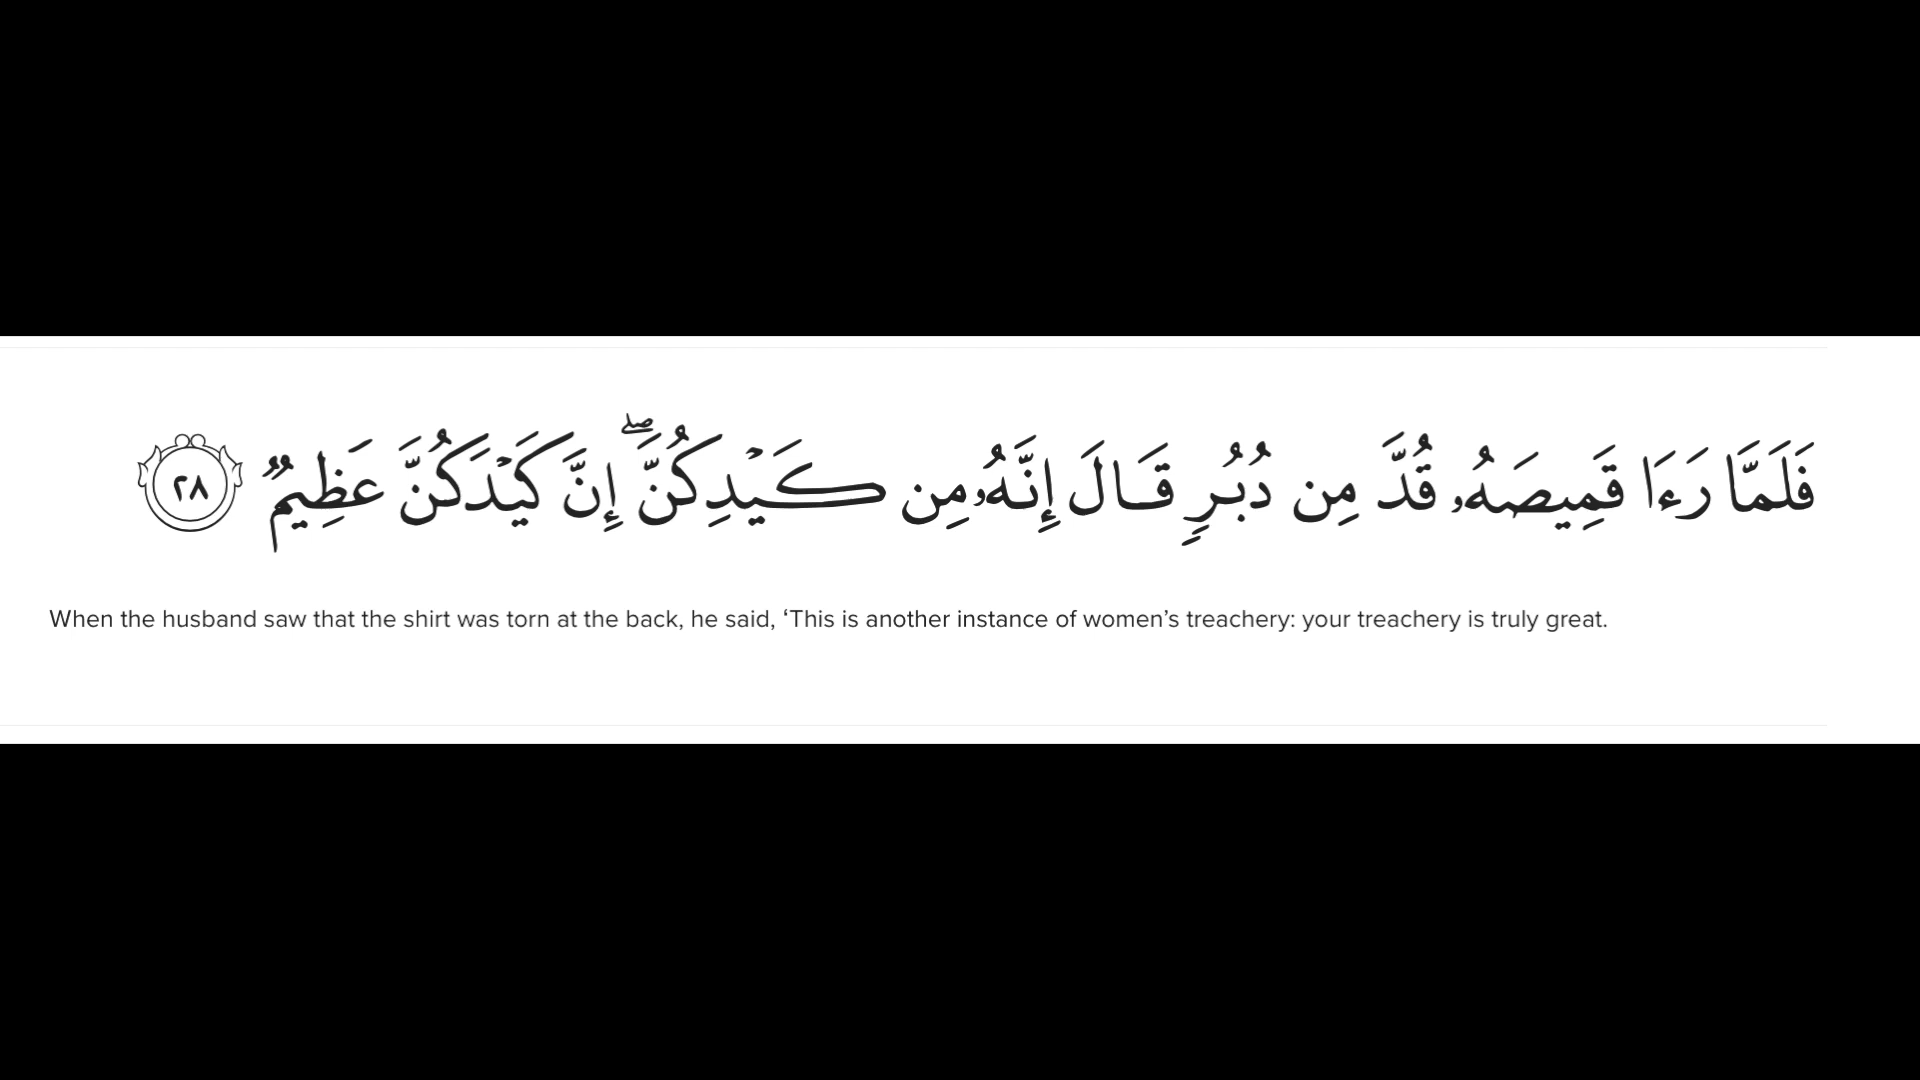 فَلَمَّا رَءَا قَمِيصَهُۥ قُدَّ مِن دُبُرٍ قَالَ إِنَّهُۥ مِن كَيْدِكُنَّ ۖ إِنَّ كَيْدَكُنَّ عَظِيمٌ ٢٨
When the husband saw that the shirt was torn at the back, he said, ‘This is another instance of women’s treachery: your treachery is truly great.